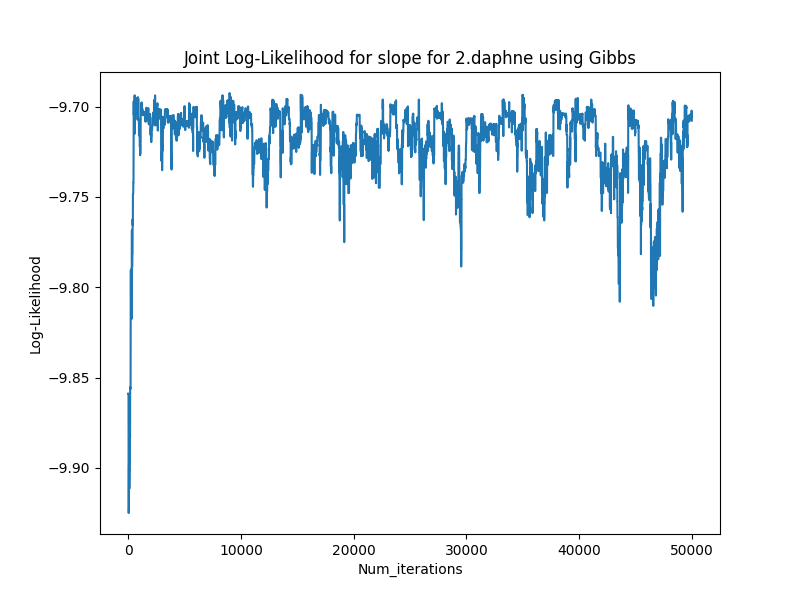 Joint Log-Likelihood for slope for 2.daphne using Gibbs
−9.70
−9.75
−9.80
−9.85
−9.90
Log-Likelihood
0 10000 20000 30000 40000 50000
Num_iterations